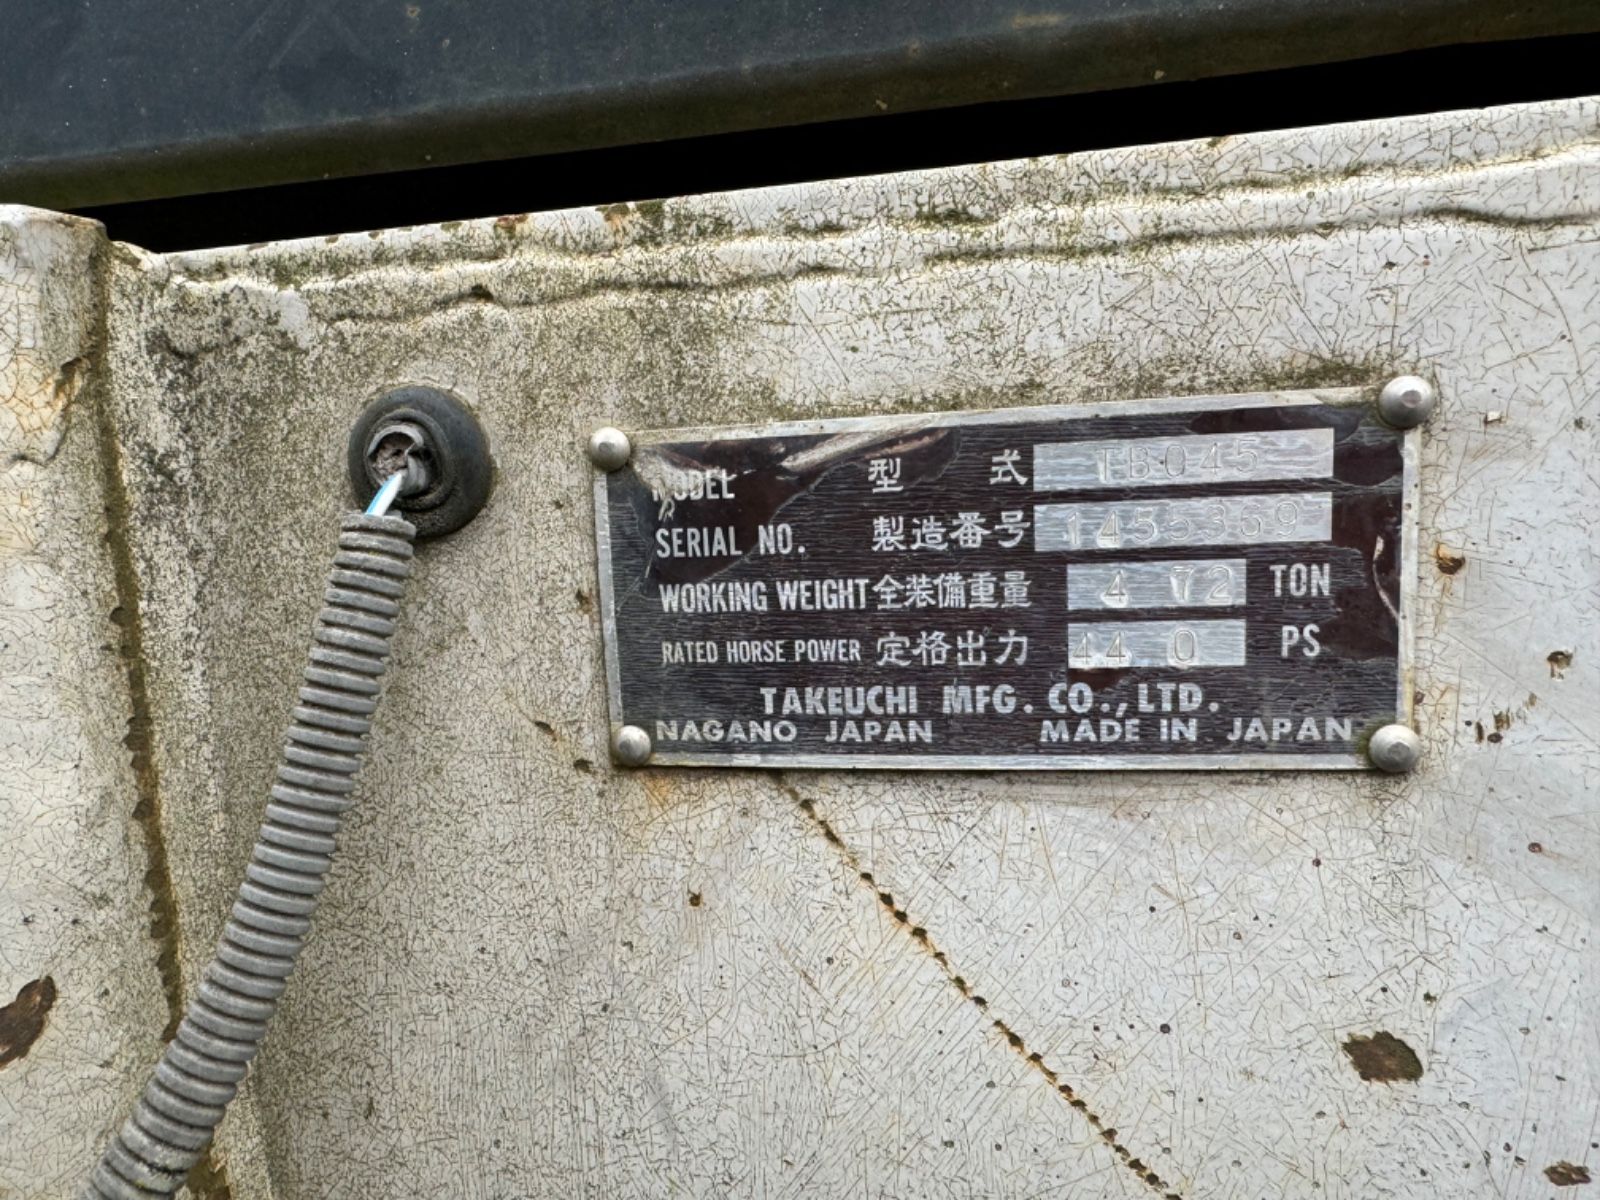 MODEL 型 式 TB045
SERIAL NO. 製造番号 1455369
WORKING WEIGHT 全装備重量 4 72 TON
RATED HORSE POWER 定格出力 44 0 PS
TAKEUCHI MFG. CO., LTD.
NAGANO JAPAN MADE IN JAPAN